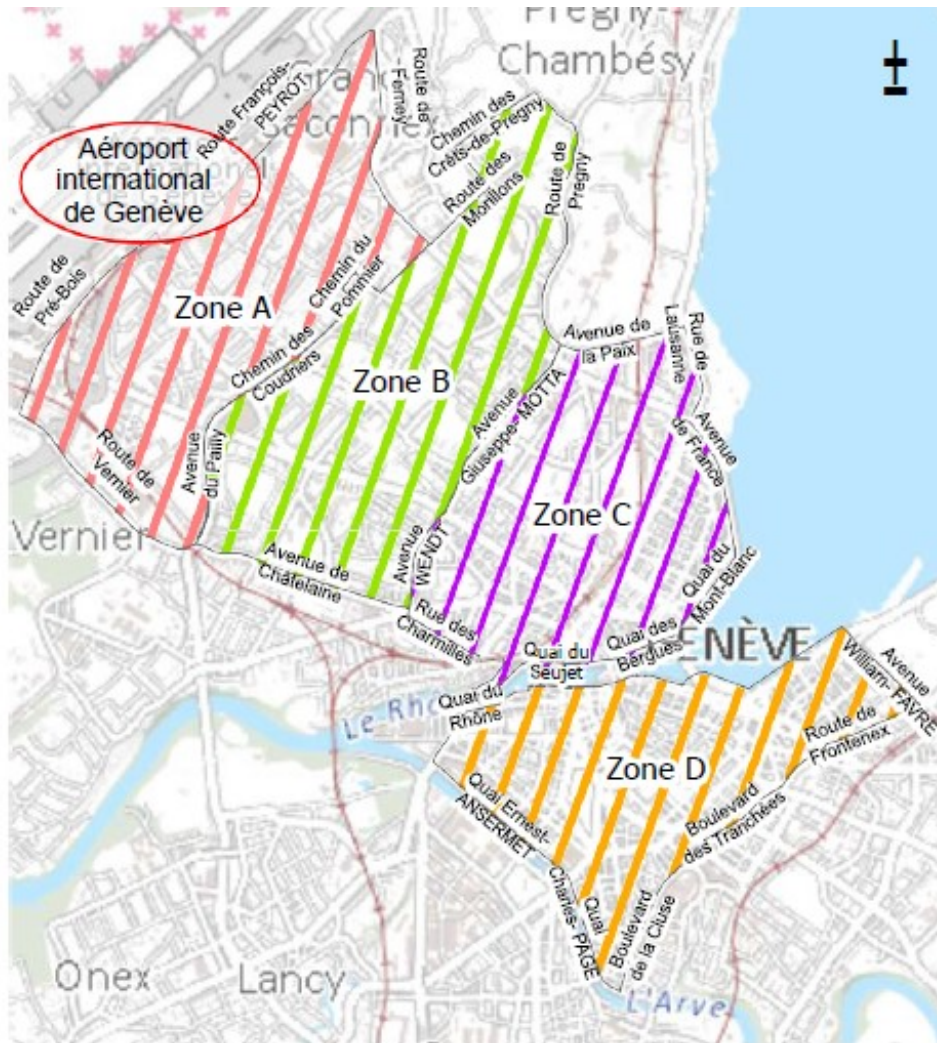 Pregny-
Chambésy
Grand
Saconnex
Route François-
PEYROT
Route de
Ferney
Chemin des
Crêts-de-Pregny
Route des
Morillons
Route de
Pregny
Aéroport
international
de Genève
Route de
Pré-Bois
Zone A
Chemin du
Pommier
Chemin des
Coudriers
Zone B
Avenue de
la Paix
Rue de
Lausanne
Avenue
Giuseppe-MOTTA
Avenue
de France
Avenue
du Pailly
Route de
Vernier
Vernier
Zone C
Avenue
WENDT
Avenue de
Châtelaine
Quai du
Mont-Blanc
Rue des
Charmilles
Quai du
Seujet
Quai des
Bergues
GENÈVE
Quai du
Rhône
Le Rhô
Avenue
William-FAVRE
Route de
Frontenex
Zone D
Quai Ernest-
ANSERMET
Boulevard
des Tranchées
Quai
Charles-PAGE
Boulevard
de la Cluse
Onex
Lancy
L'Arve